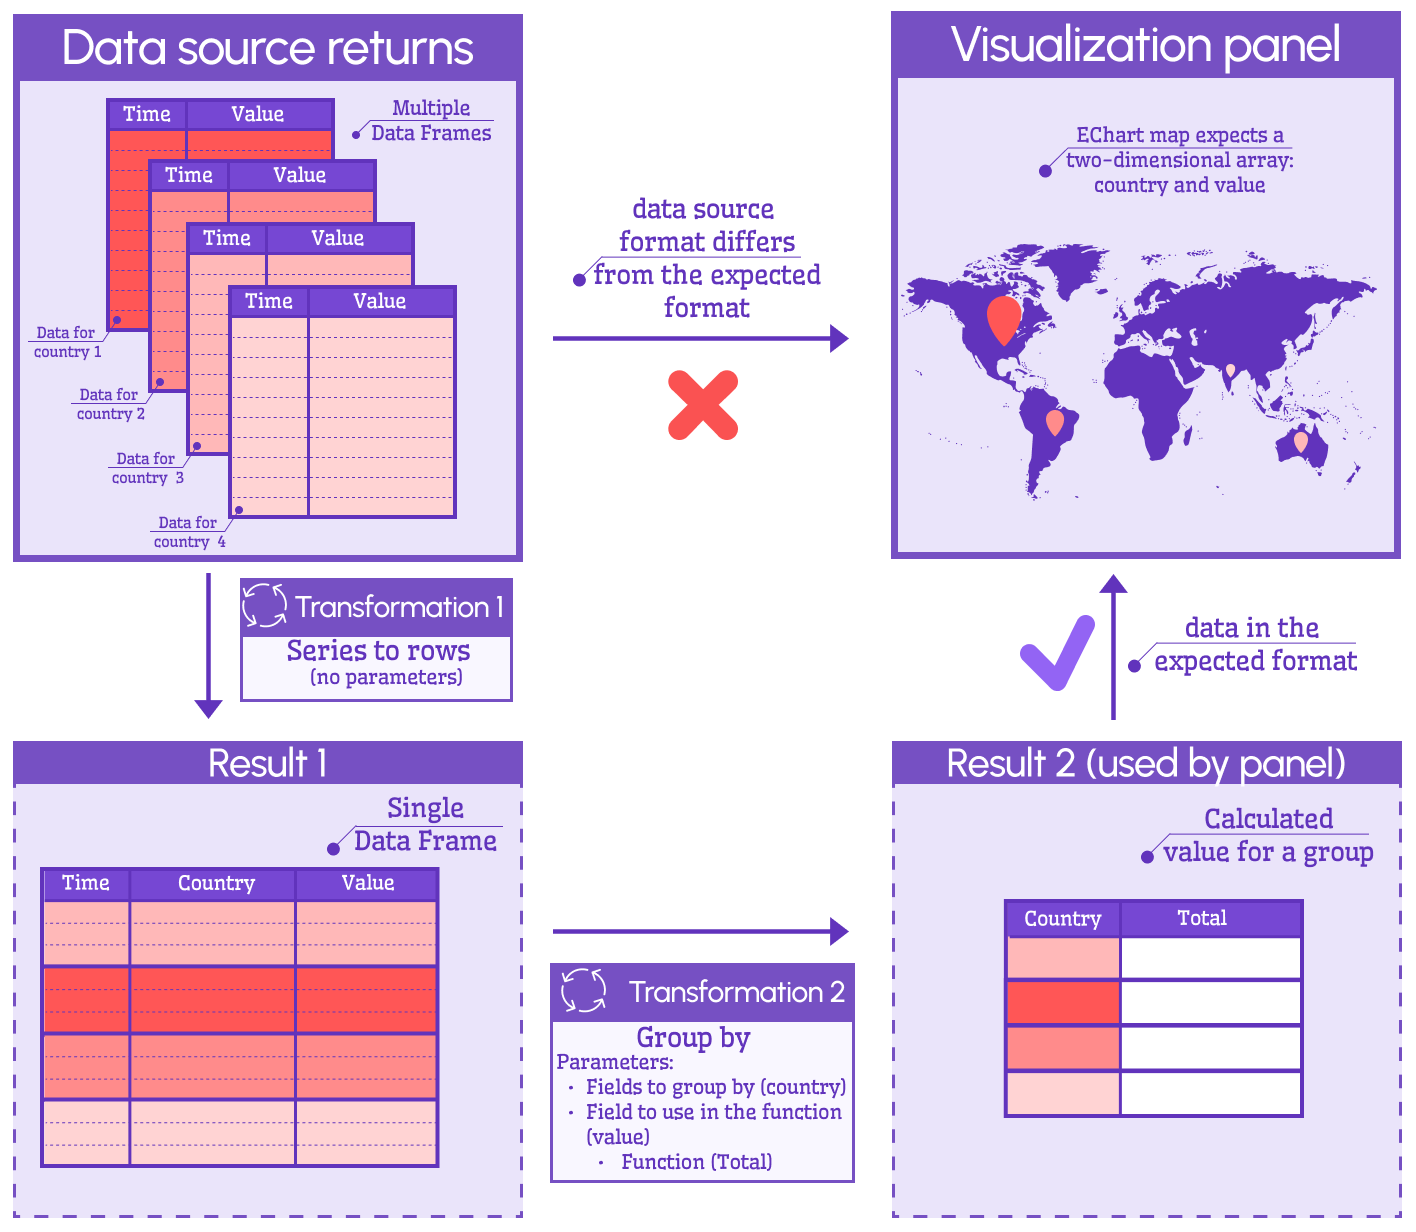 Data source returns
Multiple
Data Frames
Time Value
Time Value
Time Value
Time Value
Data for
country 1
Data for
country 2
Data for
country 3
Data for
country 4
data source
format differs
from the expected
format
Visualization panel
EChart map expects a
two-dimensional array:
country and value
Transformation 1
Series to rows
(no parameters)
data in the
expected format
Result 1
Single
Data Frame
Time Country Value
Transformation 2
Group by
Parameters:
· Fields to group by (country)
· Field to use in the function
(value)
· Function (Total)
Result 2 (used by panel)
Calculated
value for a group
Country Total